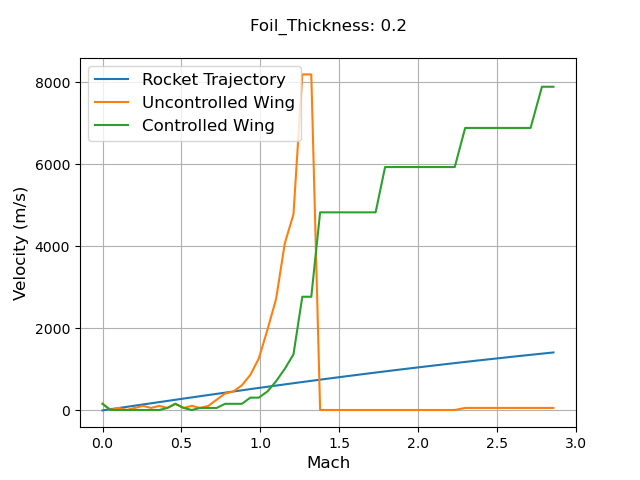 Foil_Thickness: 0.2
Rocket Trajectory
Uncontrolled Wing
Controlled Wing
8000
6000
4000
2000
0
Velocity (m/s)
0.0 0.5 1.0 1.5 2.0 2.5 3.0
Mach